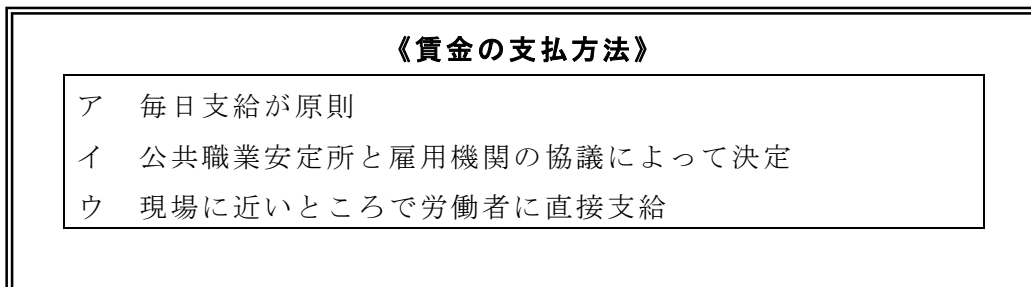 《賃金の支払方法》
ア 毎日支給が原則
イ 公共職業安定所と雇用機関の協議によって決定
ウ 現場に近いところで労働者に直接支給